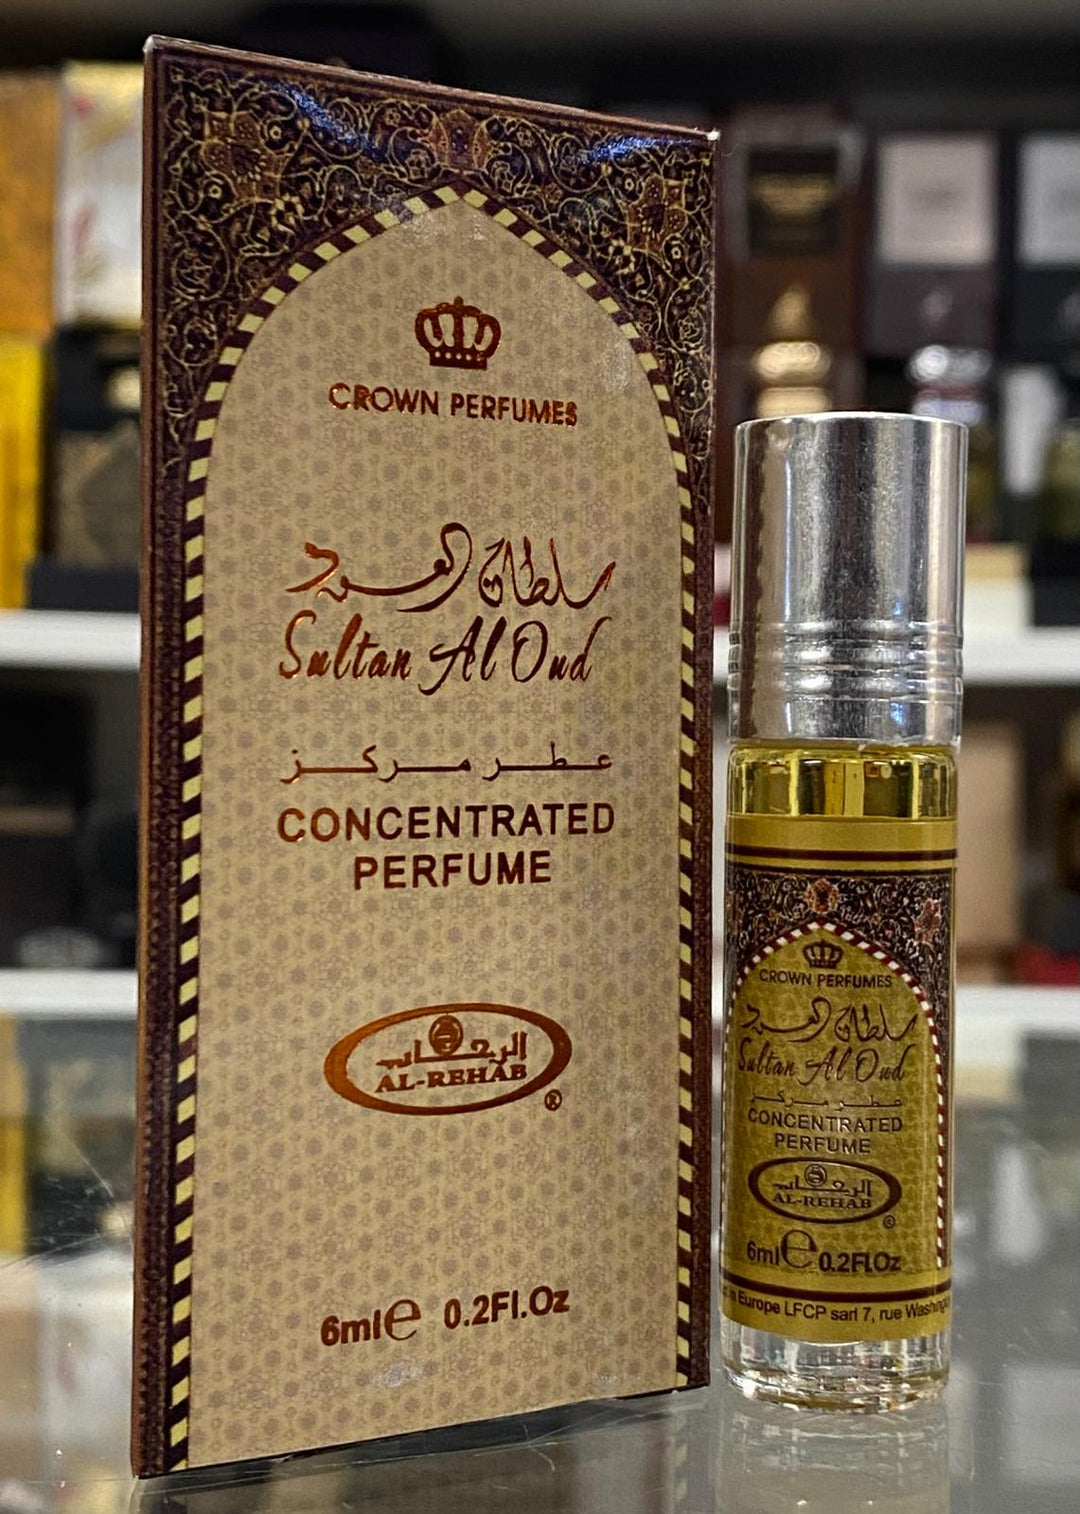 CROWN PERFUMES
سلطان العود
Sultan Al Oud
عطر مركز
CONCENTRATED
PERFUME
الرحاب
AL-REHAB
®
6ml e 0.2Fl.Oz
CROWN PERFUMES
سلطان العود
Sultan Al Oud
عطر مركز
CONCENTRATED
PERFUME
الرحاب
AL-REHAB
®
6ml e 0.2Fl.Oz
Europe LFCP sarl 7, rue